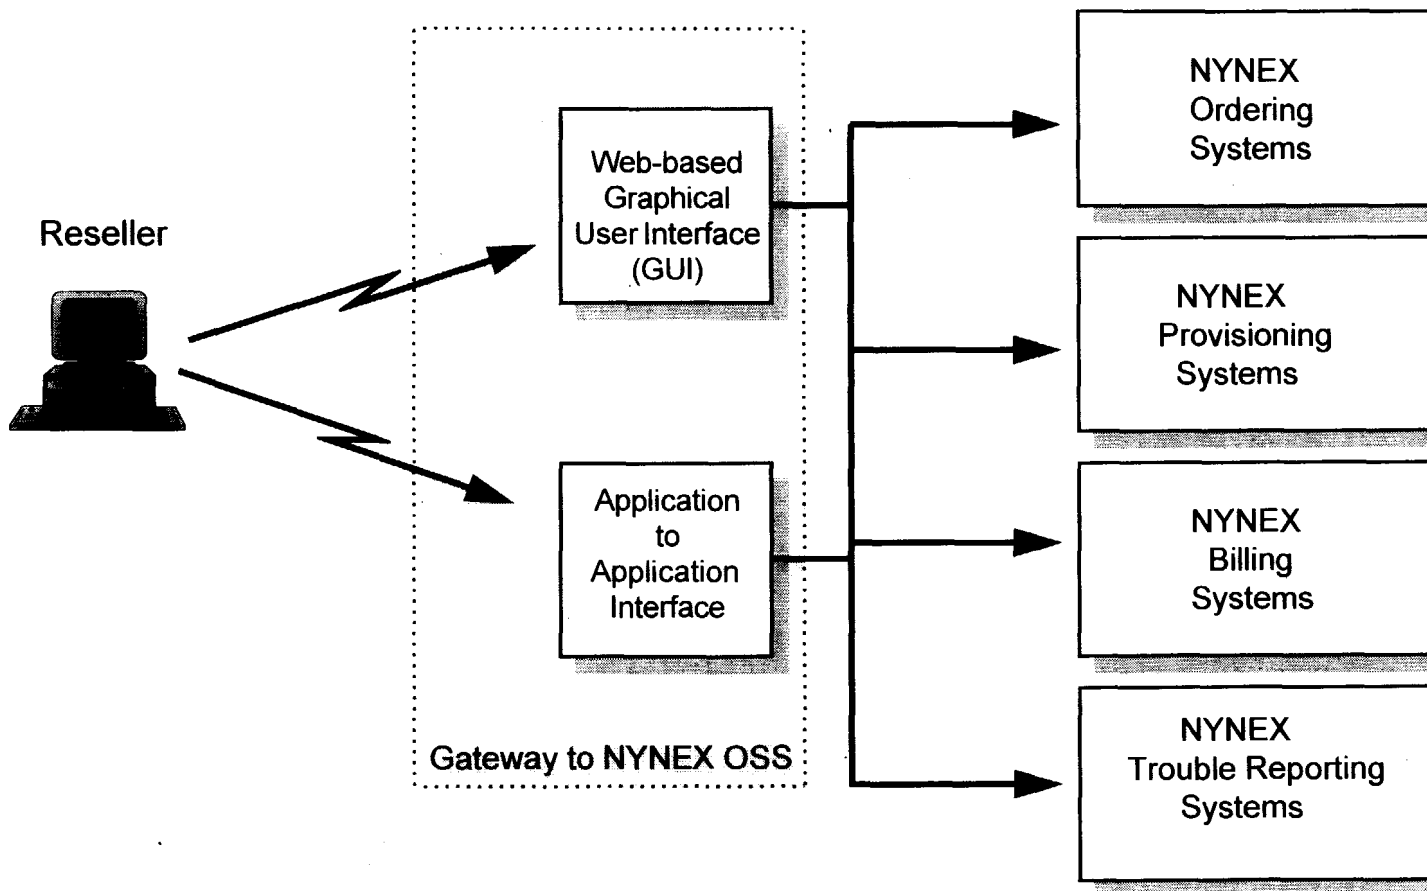 Reseller
Web-based
Graphical
User Interface
(GUI)
Application
to
Application
Interface
Gateway to NYNEX OSS
NYNEX
Ordering
Systems
NYNEX
Provisioning
Systems
NYNEX
Billing
Systems
NYNEX
Trouble Reporting
Systems